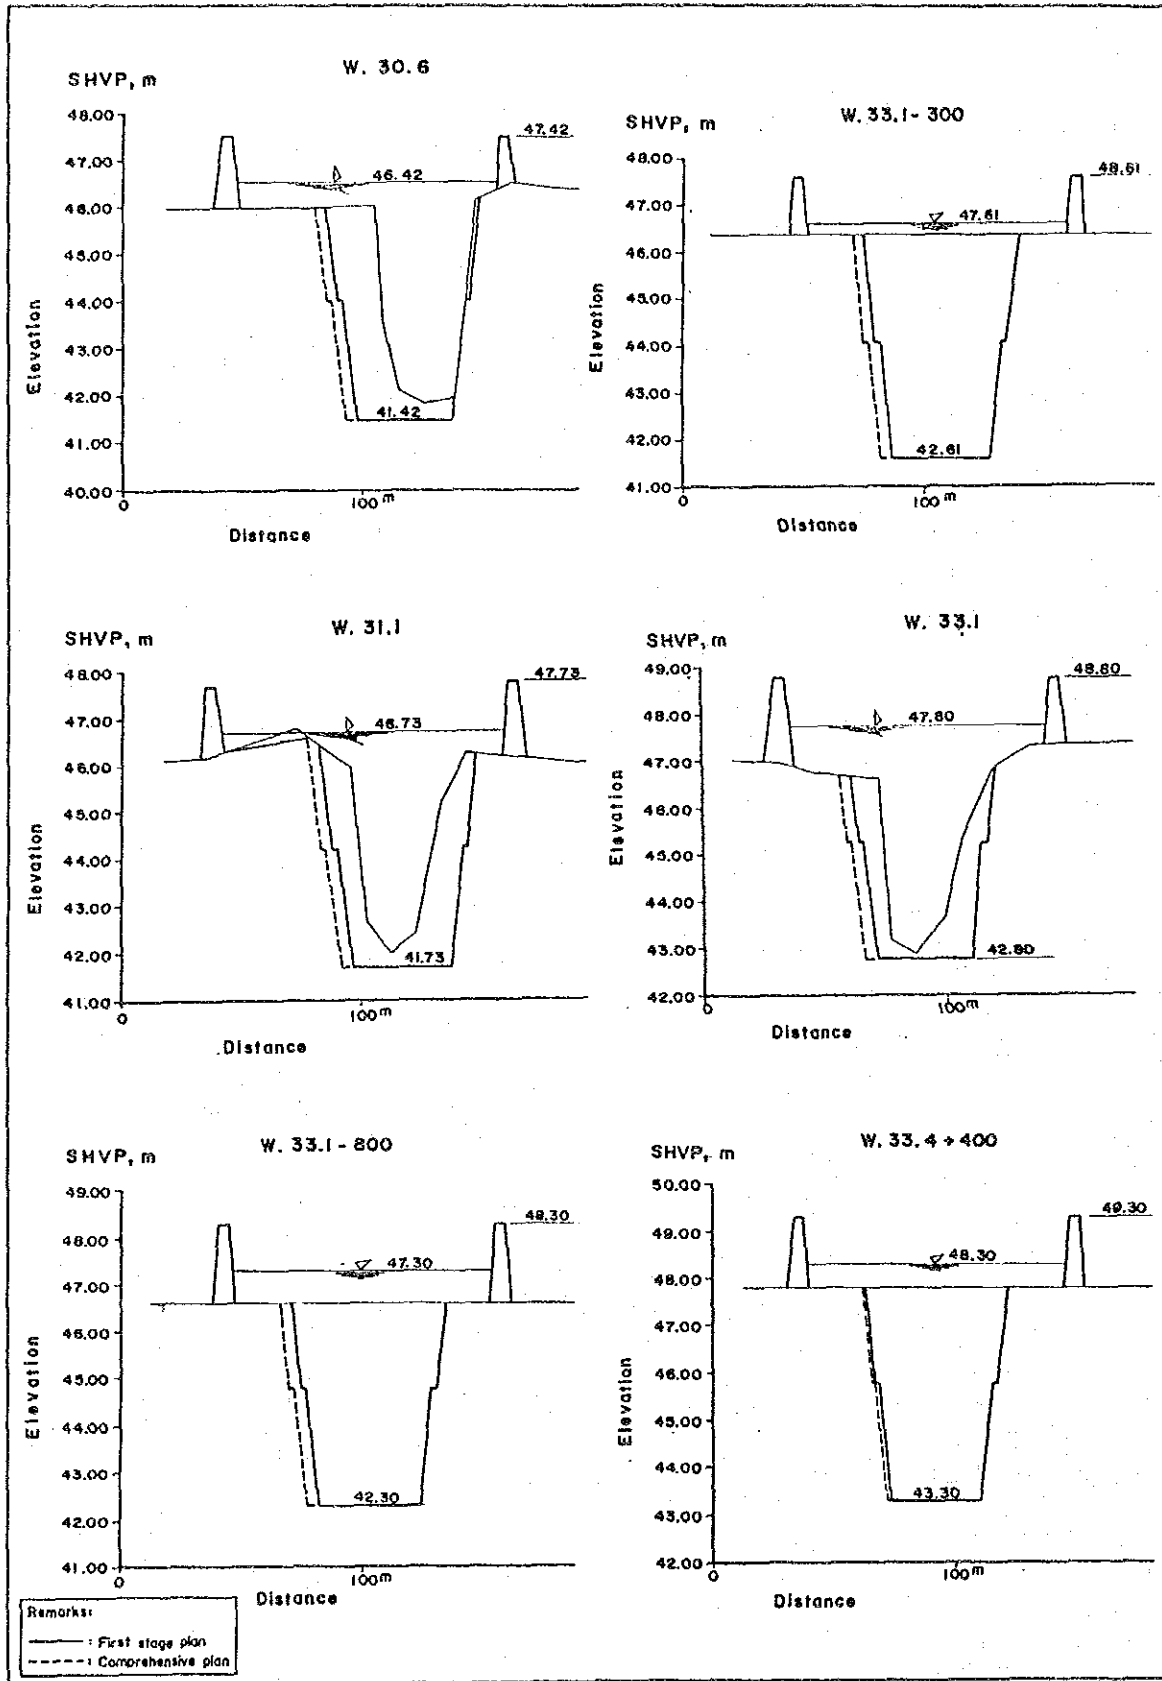 W. 30.6
SHVP, m
48.00
47.00
46.00
45.00
44.00
43.00
42.00
41.00
40.00
47.42
46.42
41.42
Elevation
0
100 m
Distance
W. 33.1 - 300
SHVP, m
48.00
47.00
46.00
45.00
44.00
43.00
42.00
41.00
48.61
47.61
42.61
Elevation
0
100 m
Distance
W. 31.1
SHVP, m
48.00
47.00
46.00
45.00
44.00
43.00
42.00
41.00
47.73
46.73
41.73
Elevation
0
100 m
Distance
W. 33.1
SHVP, m
49.00
48.00
47.00
46.00
45.00
44.00
43.00
42.00
48.80
47.80
42.80
Elevation
0
100 m
Distance
W. 33.1 - 800
SHVP, m
49.00
48.00
47.00
46.00
45.00
44.00
43.00
42.00
41.00
48.30
47.30
42.30
Elevation
0
100 m
Distance
W. 33.4 + 400
SHVP, m
50.00
49.00
48.00
47.00
46.00
45.00
44.00
43.00
42.00
49.30
48.30
43.30
Elevation
0
100 m
Distance
Remarks:
: First stage plan
: Comprehensive plan